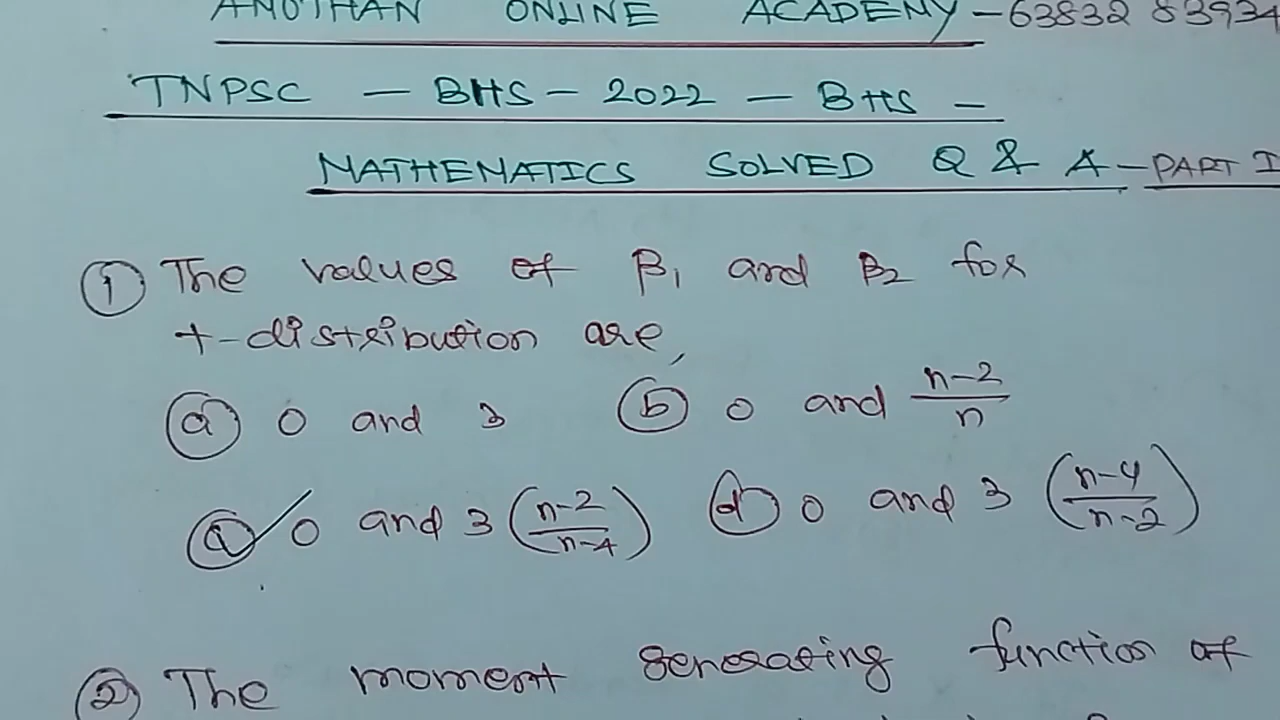 AMUTHAN ONLINE ACADEMY - 63832 83934
TNPSC - BHS - 2022 - BHS -
MATHEMATICS SOLVED Q & A - PART I
① The values of β₁ and β₂ for
t-distribution are,
ⓐ 0 and 3 ⓑ 0 and (n-2)/n
ⓒ ✓ 0 and 3 ((n-2)/(n-4)) ⓓ 0 and 3 ((n-4)/(n-2))
② The moment generating function of